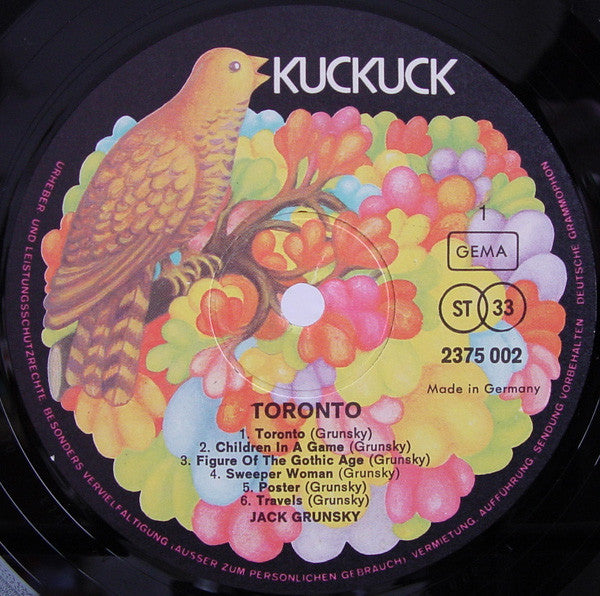 KUCKUCK
1
GEMA
ST 33
2375 002
Made in Germany
TORONTO
1. Toronto (Grunsky)
2. Children In A Game (Grunsky)
3. Figure Of The Gothic Age (Grunsky)
4. Sweeper Woman (Grunsky)
5. Poster (Grunsky)
6. Travels (Grunsky)
JACK GRUNSKY
URHEBER- UND LEISTUNGSSCHUTZRECHTE BESONDERS VERVIELFÄLTIGUNG (AUSSER ZUM PERSÖNLICHEN GEBRAUCH) VERMIETUNG, AUFFÜHRUNG, SENDUNG VORBEHALTEN DEUTSCHE GRAMMOPHON